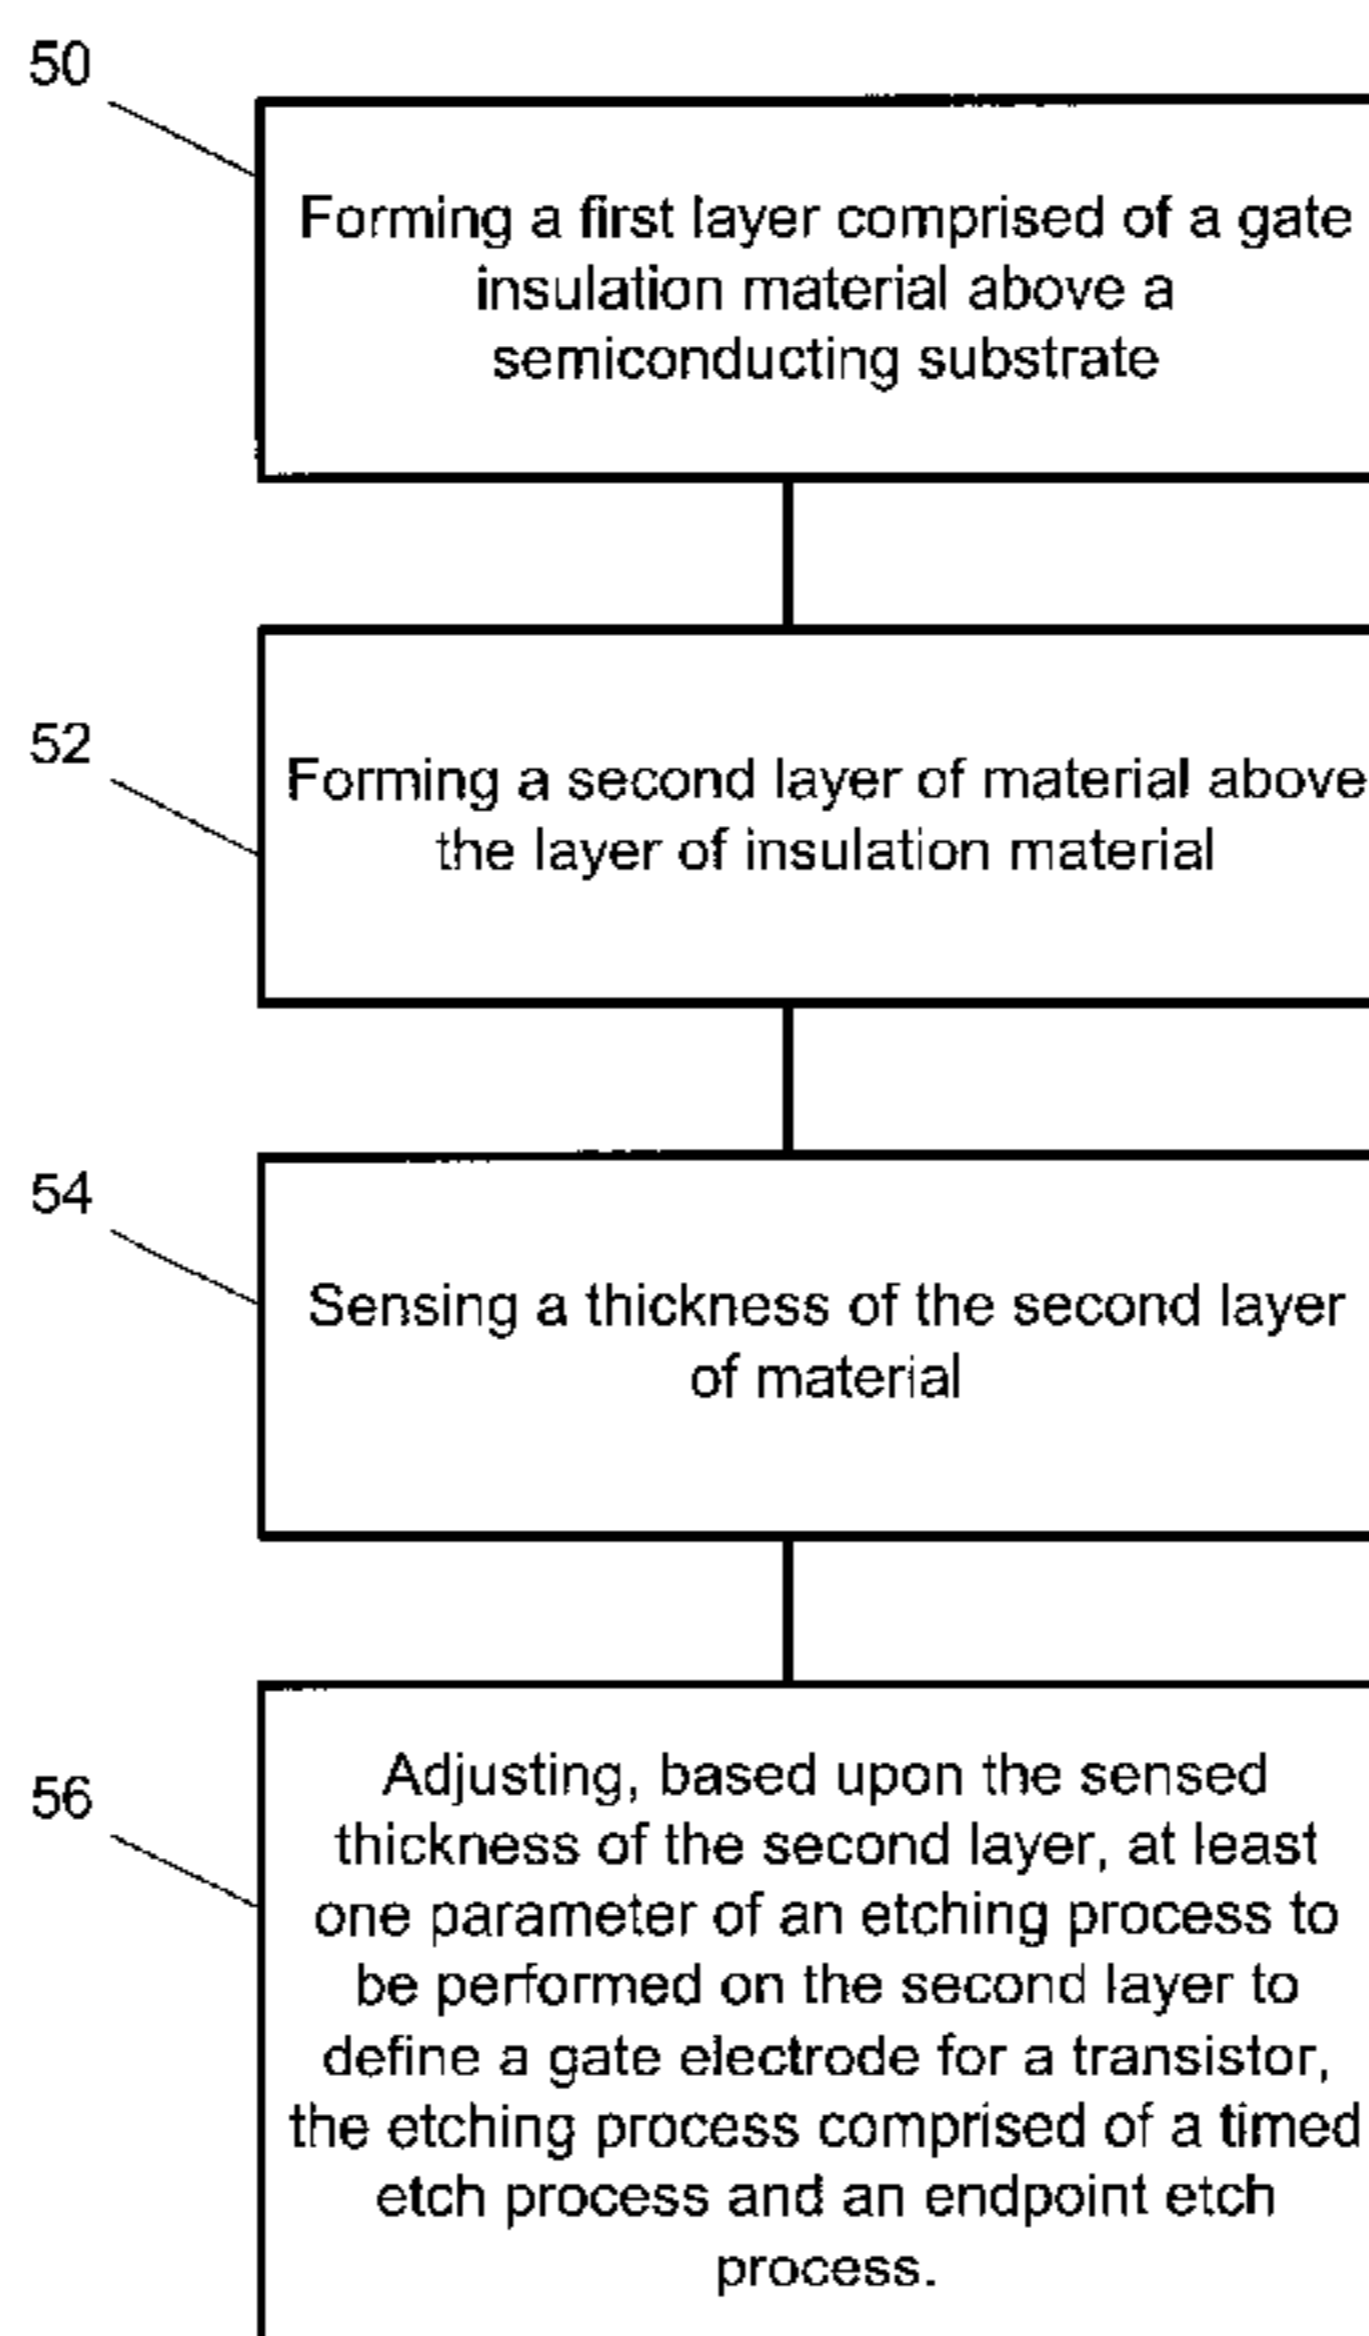 50
Forming a first layer comprised of a gate
insulation material above a
semiconducting substrate
52
Forming a second layer of material above
the layer of insulation material
54
Sensing a thickness of the second layer
of material
56
Adjusting, based upon the sensed
thickness of the second layer, at least
one parameter of an etching process to
be performed on the second layer to
define a gate electrode for a transistor,
the etching process comprised of a timed
etch process and an endpoint etch
process.